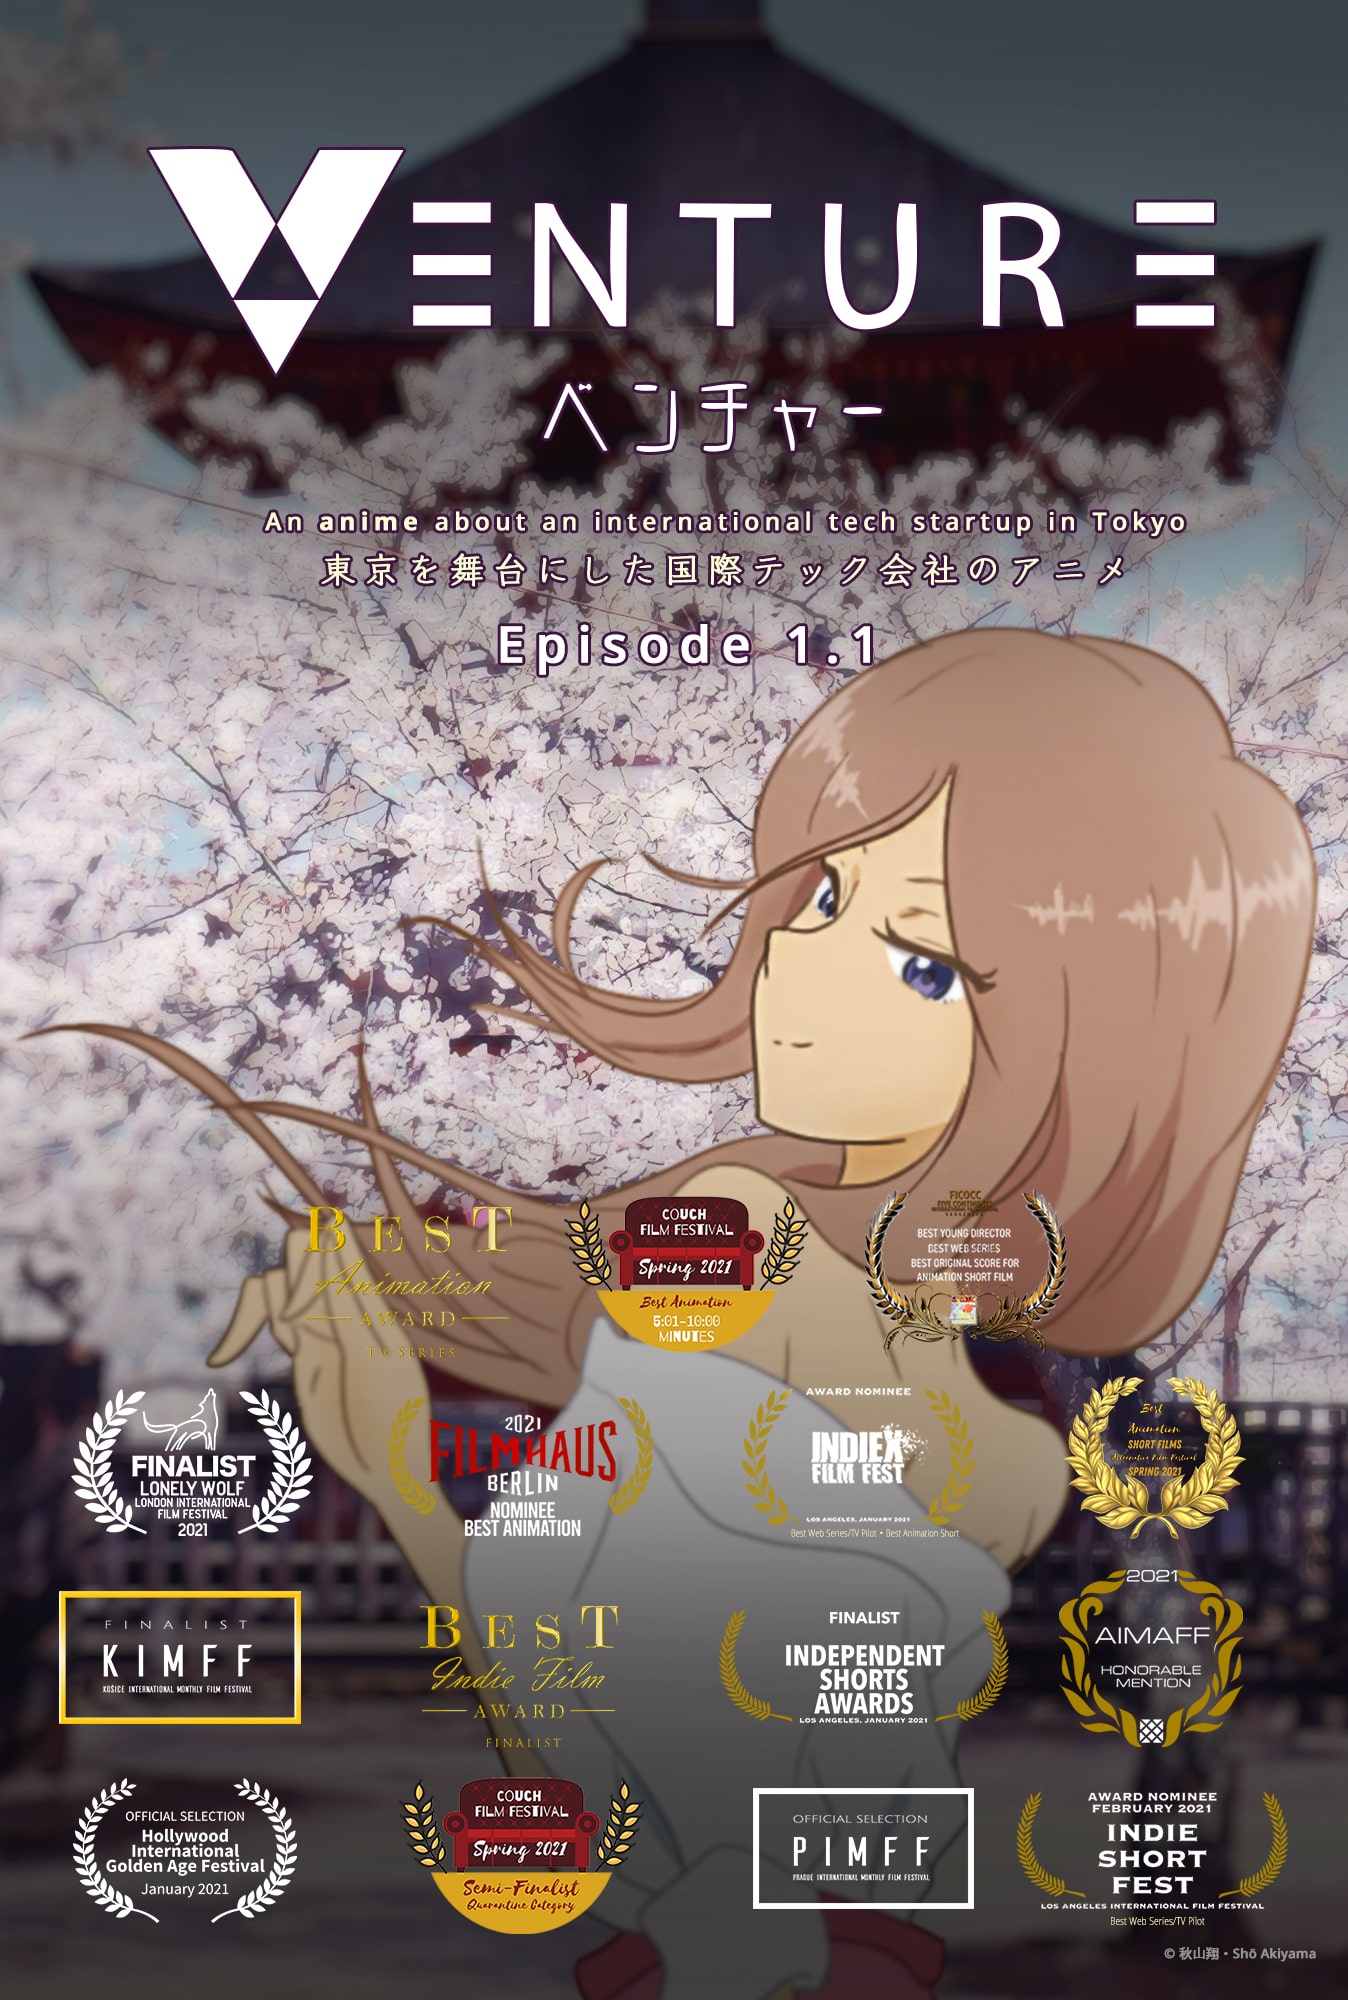 VENTURE
ベンチャー
An anime about an international tech startup in Tokyo
東京を舞台にした国際テック会社のアニメ
Episode 1.1
BEST
Animation
AWARD
TV SERIES
COUCH
FILM FESTIVAL
Spring 2021
Best Animation
5:01-10:00
MINUTES
FICOCC
FIVE CONTINENTS
BEST YOUNG DIRECTOR
BEST WEB SERIES
BEST ORIGINAL SCORE FOR
ANIMATION SHORT FILM
FINALIST
LONELY WOLF
LONDON INTERNATIONAL
FILM FESTIVAL
2021
2021
FILMHAUS
BERLIN
NOMINEE
BEST ANIMATION
AWARD NOMINEE
INDIEX
FILM FEST
LOS ANGELES, JANUARY 2021
Best Web Series/TV Pilot • Best Animation Short
Best
Animation
SHORT FILMS
Alternative Film Festival
SPRING 2021
FINALIST
KIMFF
KOŠICE INTERNATIONAL MONTHLY FILM FESTIVAL
BEST
Indie Film
AWARD
FINALIST
FINALIST
INDEPENDENT
SHORTS
AWARDS
LOS ANGELES, JANUARY 2021
2021
AIMAFF
HONORABLE
MENTION
OFFICIAL SELECTION
Hollywood
International
Golden Age Festival
January 2021
COUCH
FILM FESTIVAL
Spring 2021
Semi-Finalist
Quarantine Category
OFFICIAL SELECTION
PIMFF
PRAGUE INTERNATIONAL MONTHLY FILM FESTIVAL
AWARD NOMINEE
FEBRUARY 2021
INDIE
SHORT
FEST
LOS ANGELES INTERNATIONAL FILM FESTIVAL
Best Web Series/TV Pilot
© 秋山翔・Shō Akiyama